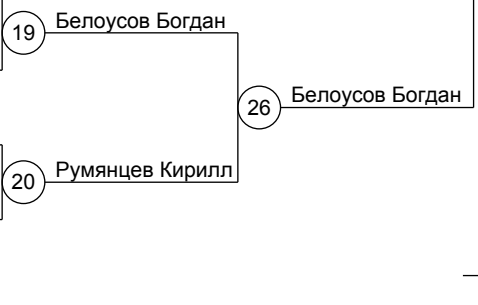 19 Белоусов Богдан
26 Белоусов Богдан
20 Румянцев Кирилл